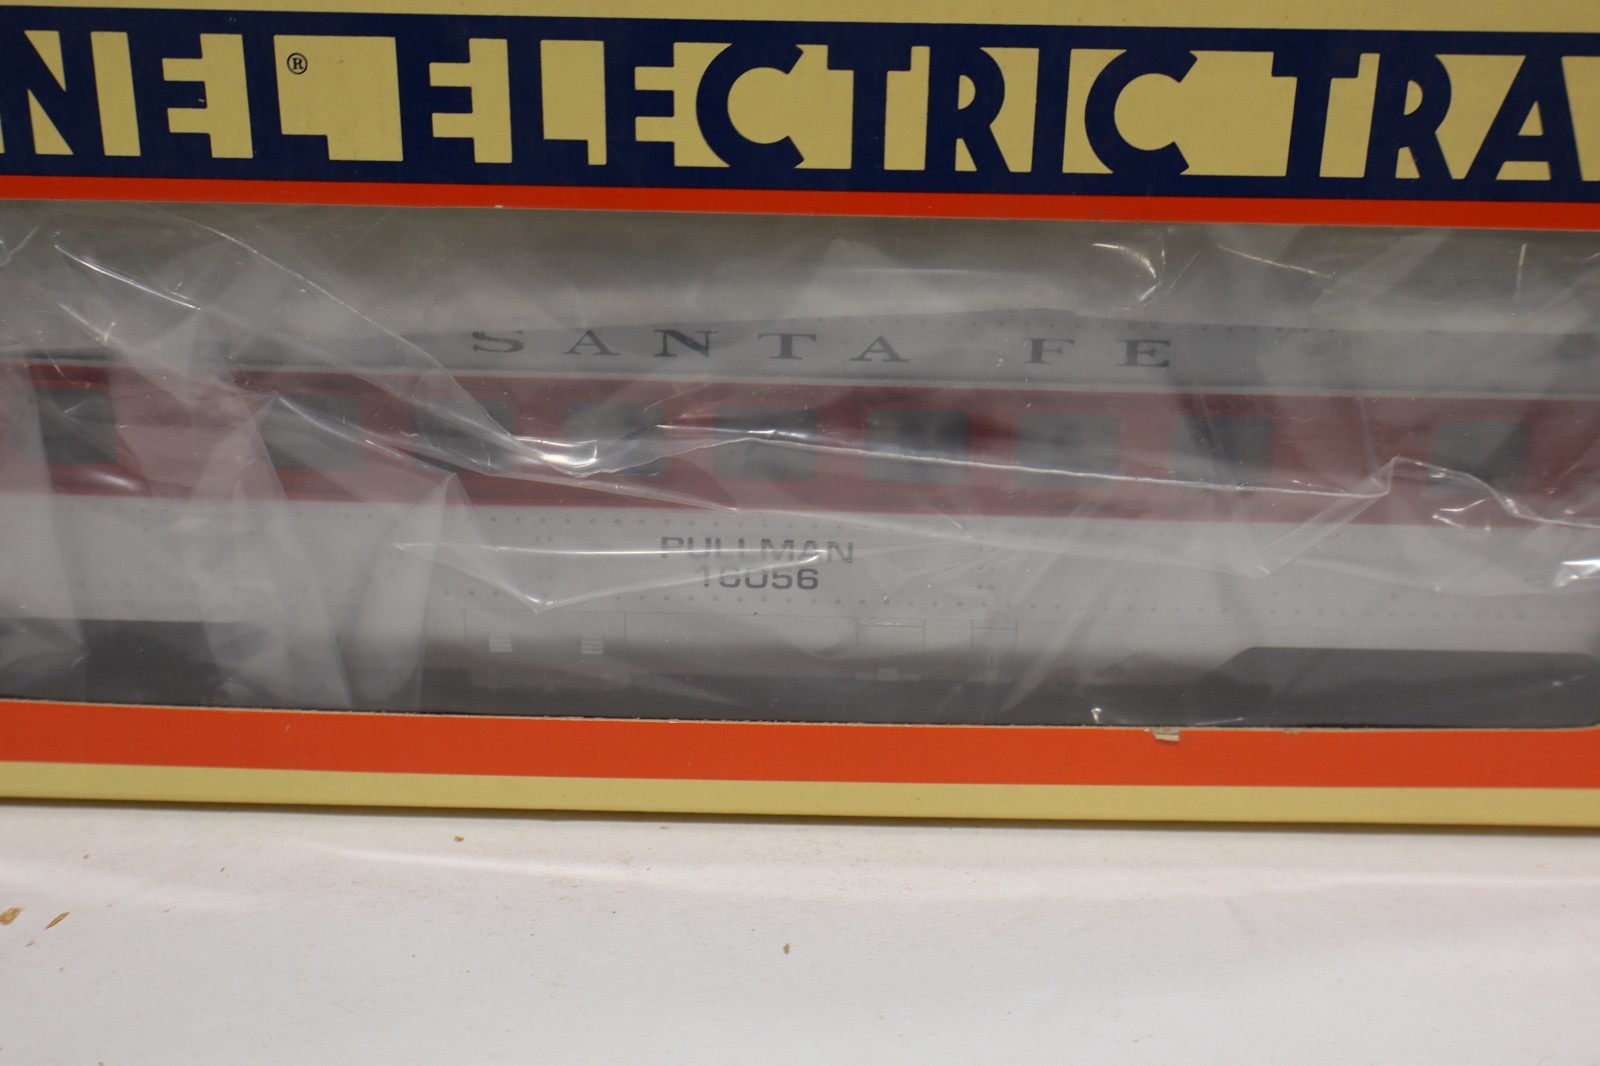 NEL® ELECTRIC TRA
SANTA FE
PULLMAN
16056